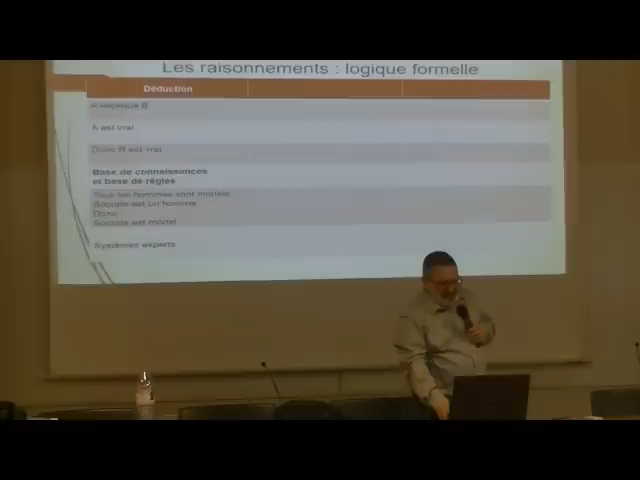 Les raisonnements : logique formelle
Déduction
A implique B
A est vrai
Donc B est vrai
Base de connaissances
et base de règles
Tous les hommes sont mortels
Socrate est un homme
Donc
Socrate est mortel
Systèmes experts